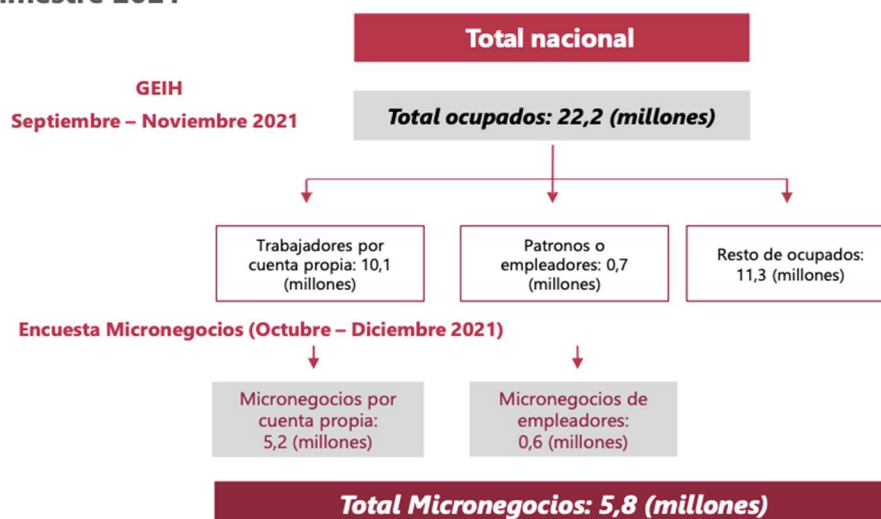 imestre 2021
Total nacional
GEIH
Septiembre – Noviembre 2021
Total ocupados: 22,2 (millones)
Trabajadores por
cuenta propia: 10,1
(millones)
Patronos o
empleadores: 0,7
(millones)
Resto de ocupados:
11,3 (millones)
Encuesta Micronegocios (Octubre – Diciembre 2021)
Micronegocios por
cuenta propia:
5,2 (millones)
Micronegocios de
empleadores:
0,6 (millones)
Total Micronegocios: 5,8 (millones)